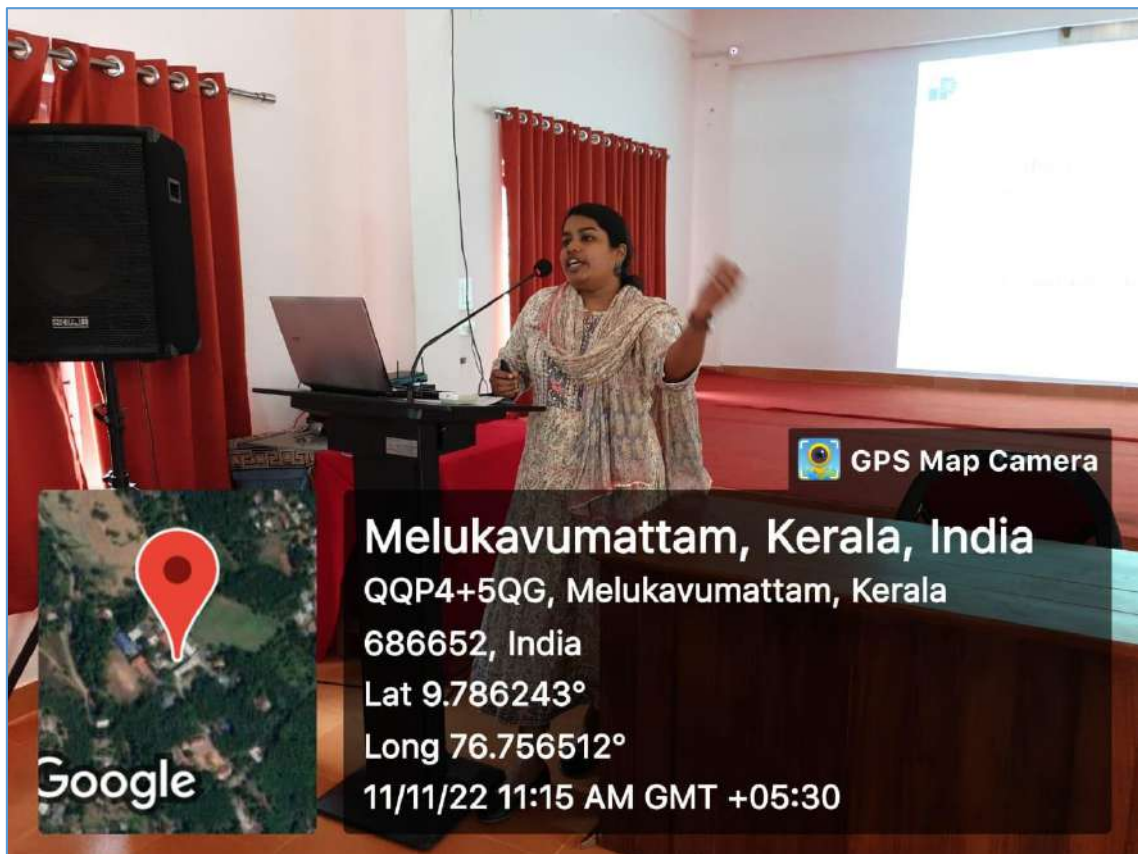 GPS Map Camera
Melukavumattam, Kerala, India
QQP4+5QG, Melukavumattam, Kerala
686652, India
Lat 9.786243°
Long 76.756512°
11/11/22 11:15 AM GMT +05:30
Google